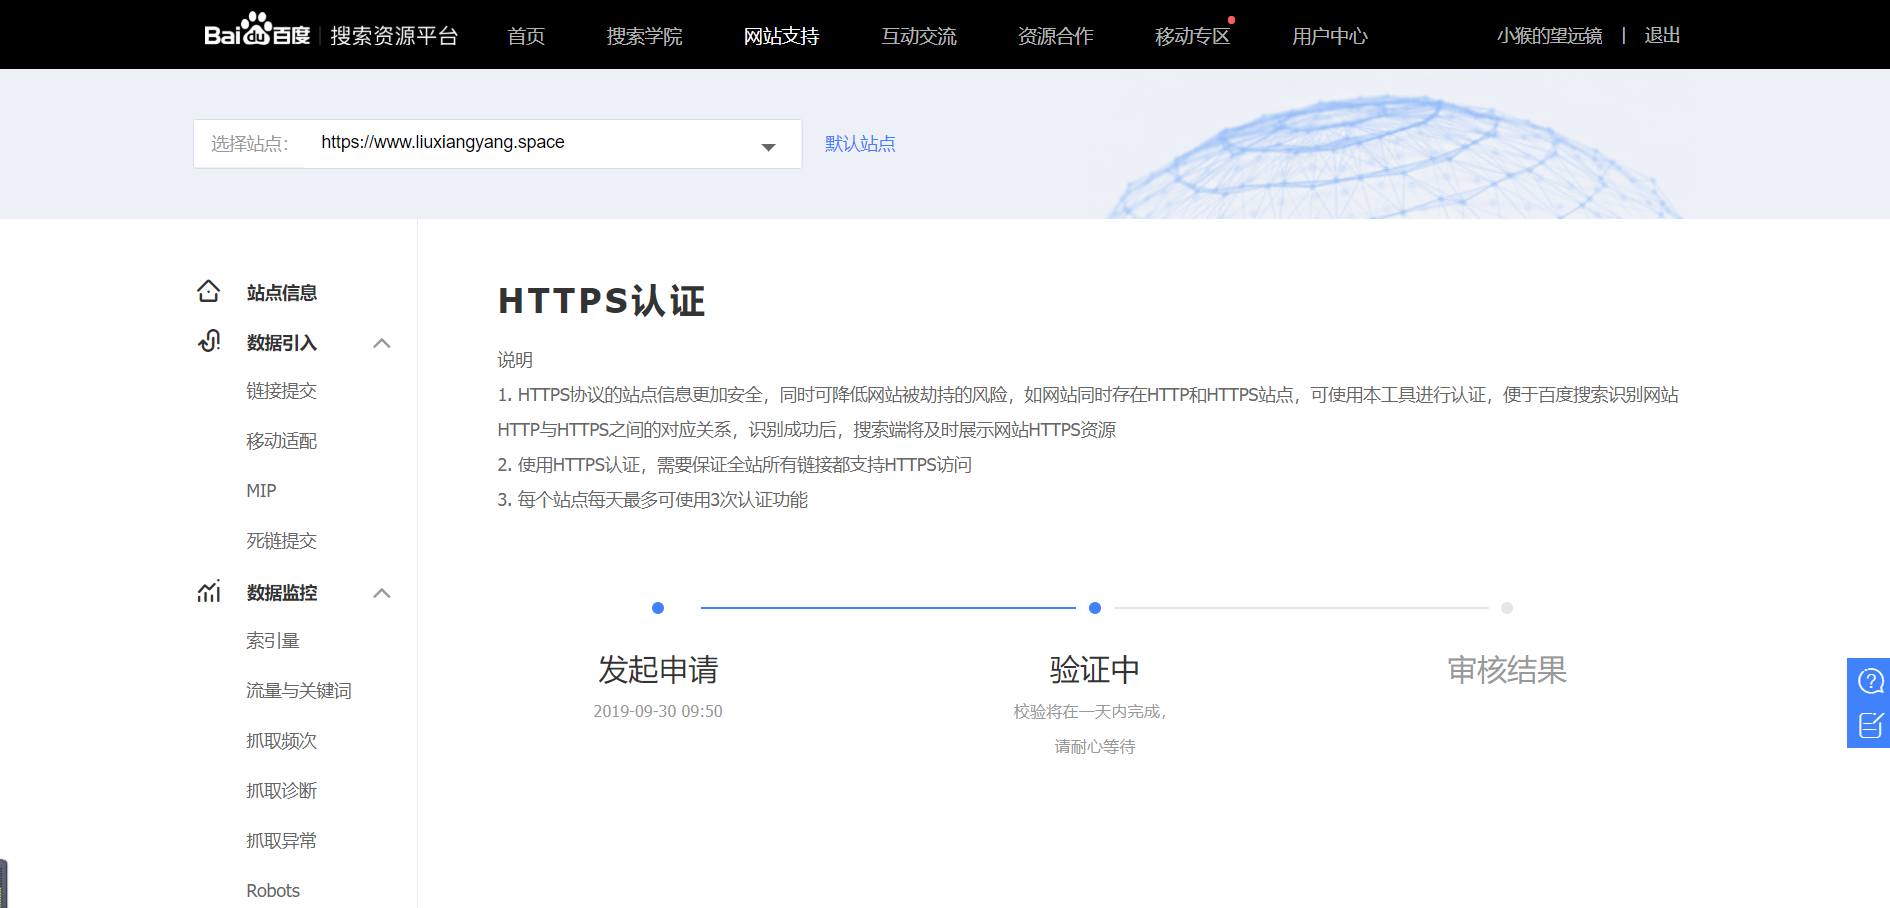 Bai du 百度 | 搜索资源平台 首页 搜索学院 网站支持 互动交流 资源合作 移动专区 用户中心 小猴的望远镜 | 退出
选择站点： https://www.liuxiangyang.space 默认站点
站点信息
数据引入
链接提交
移动适配
MIP
死链提交
数据监控
索引量
流量与关键词
抓取频次
抓取诊断
抓取异常
Robots
HTTPS认证
说明
1. HTTPS协议的站点信息更加安全，同时可降低网站被劫持的风险，如网站同时存在HTTP和HTTPS站点，可使用本工具进行认证，便于百度搜索识别网站
HTTP与HTTPS之间的对应关系，识别成功后，搜索端将及时展示网站HTTPS资源
2. 使用HTTPS认证，需要保证全站所有链接都支持HTTPS访问
3. 每个站点每天最多可使用3次认证功能
发起申请 验证中 审核结果
2019-09-30 09:50 校验将在一天内完成，
请耐心等待